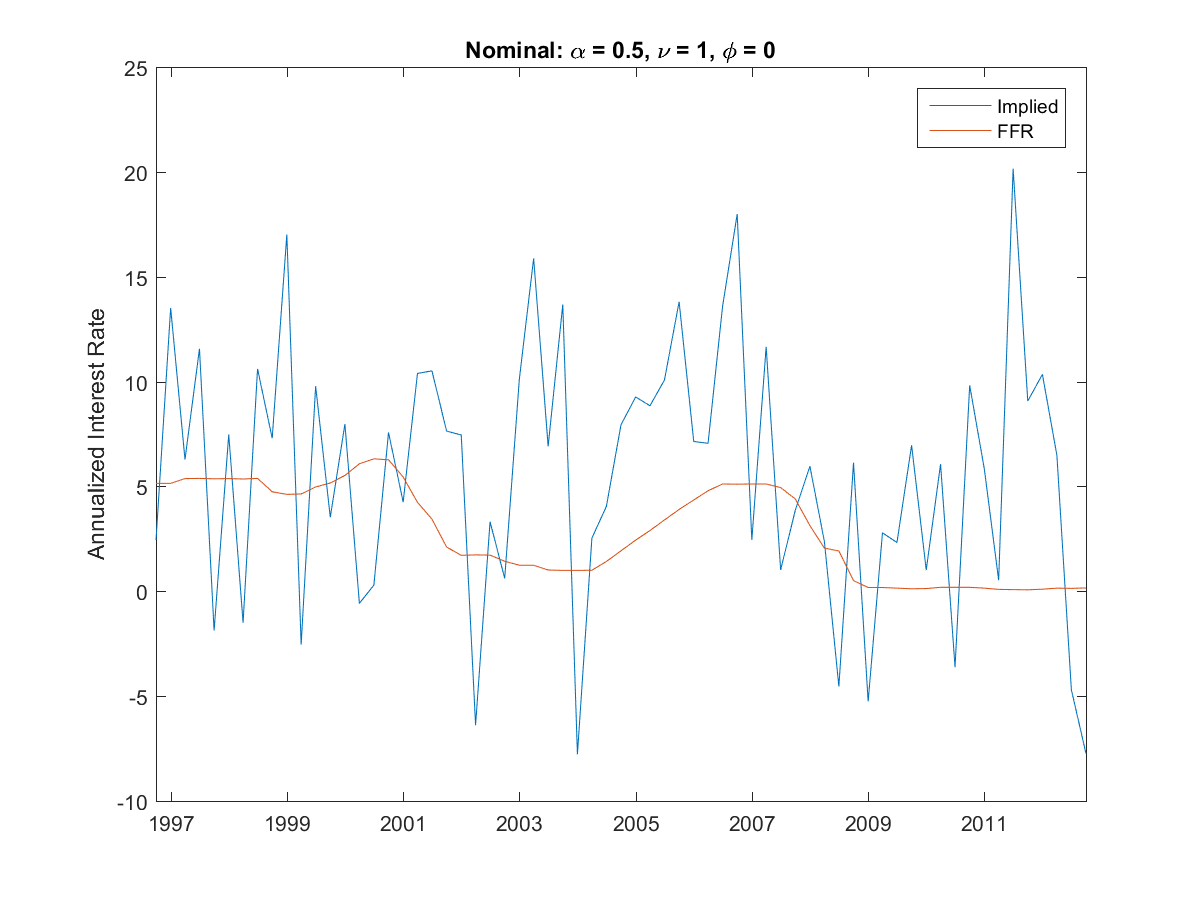 Nominal: α = 0.5, ν = 1, ϕ = 0
Implied
FFR
Annualized Interest Rate
25
20
15
10
5
0
-5
-10
1997 1999 2001 2003 2005 2007 2009 2011